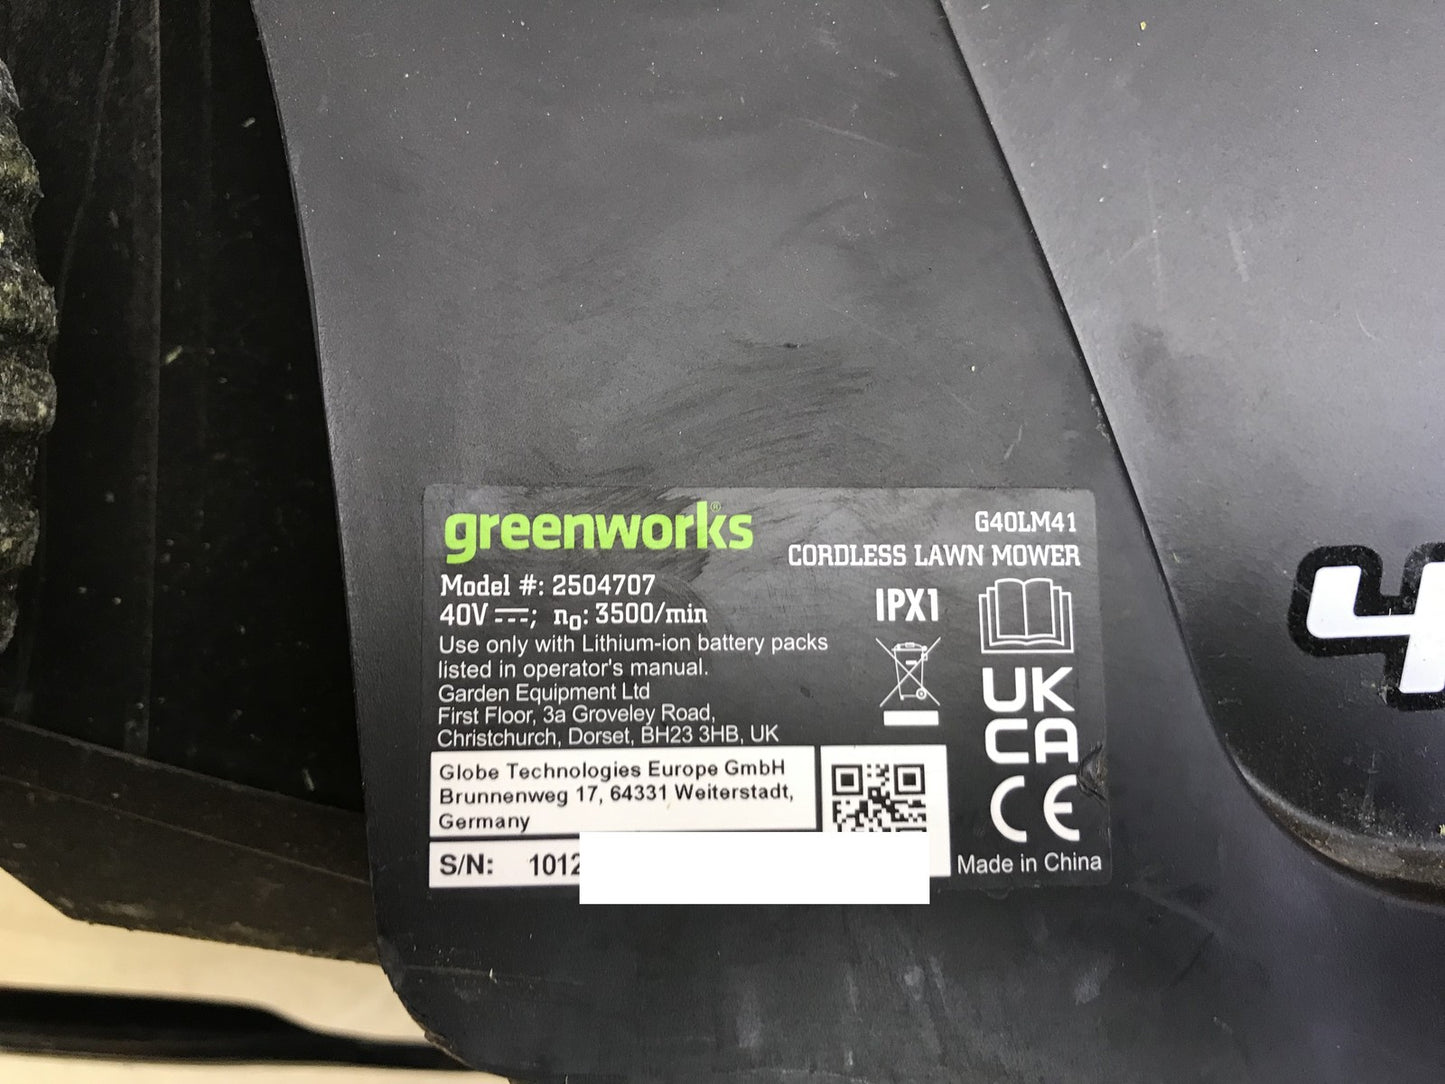 greenworks®
G40LM41
CORDLESS LAWN MOWER
Model #: 2504707
40V ⎓; n₀: 3500/min
IPX1
Use only with Lithium-ion battery packs
listed in operator's manual.
Garden Equipment Ltd
First Floor, 3a Groveley Road,
Christchurch, Dorset, BH23 3HB, UK
UK
CA
CE
Globe Technologies Europe GmbH
Brunnenweg 17, 64331 Weiterstadt,
Germany
S/N: 1012
Made in China
4